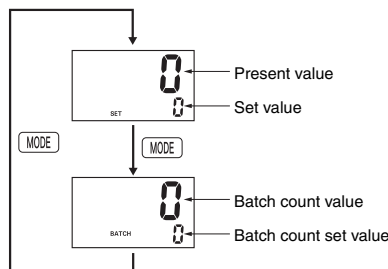 0
Present value
SET
0
Set value
MODE
MODE
0
Batch count value
BATCH
0
Batch count set value